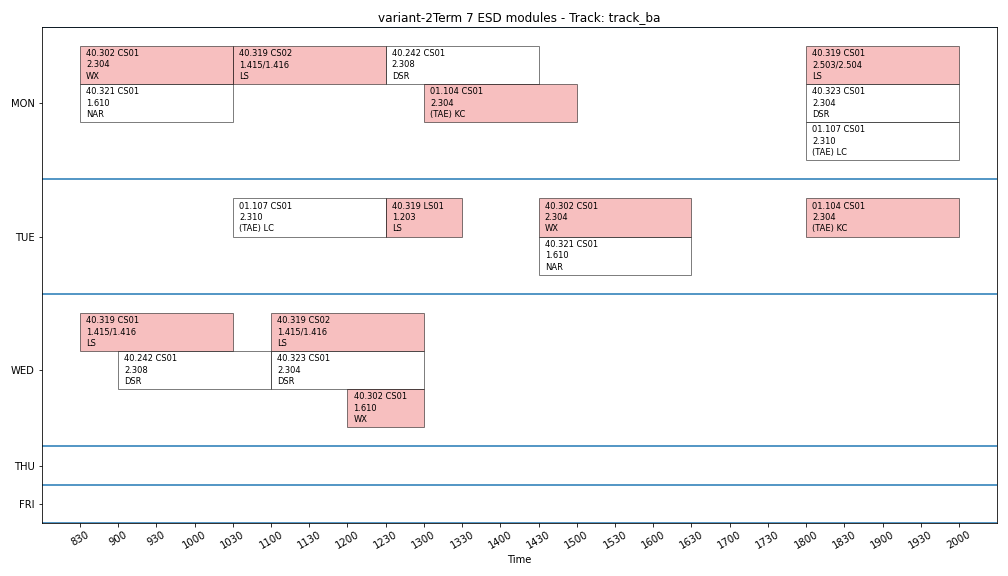 variant-2Term 7 ESD modules - Track: track_ba
MON
40.302 CS01
2.304
WX
40.319 CS02
1.415/1.416
LS
40.242 CS01
2.308
DSR
40.319 CS01
2.503/2.504
LS
40.321 CS01
1.610
NAR
01.104 CS01
2.304
(TAE) KC
40.323 CS01
2.304
DSR
01.107 CS01
2.310
(TAE) LC
TUE
01.107 CS01
2.310
(TAE) LC
40.319 LS01
1.203
LS
40.302 CS01
2.304
WX
01.104 CS01
2.304
(TAE) KC
40.321 CS01
1.610
NAR
WED
40.319 CS01
1.415/1.416
LS
40.319 CS02
1.415/1.416
LS
40.242 CS01
2.308
DSR
40.323 CS01
2.304
DSR
40.302 CS01
1.610
WX
THU
FRI
830 900 930 1000 1030 1100 1130 1200 1230 1300 1330 1400 1430 1500 1530 1600 1630 1700 1730 1800 1830 1900 1930 2000
Time